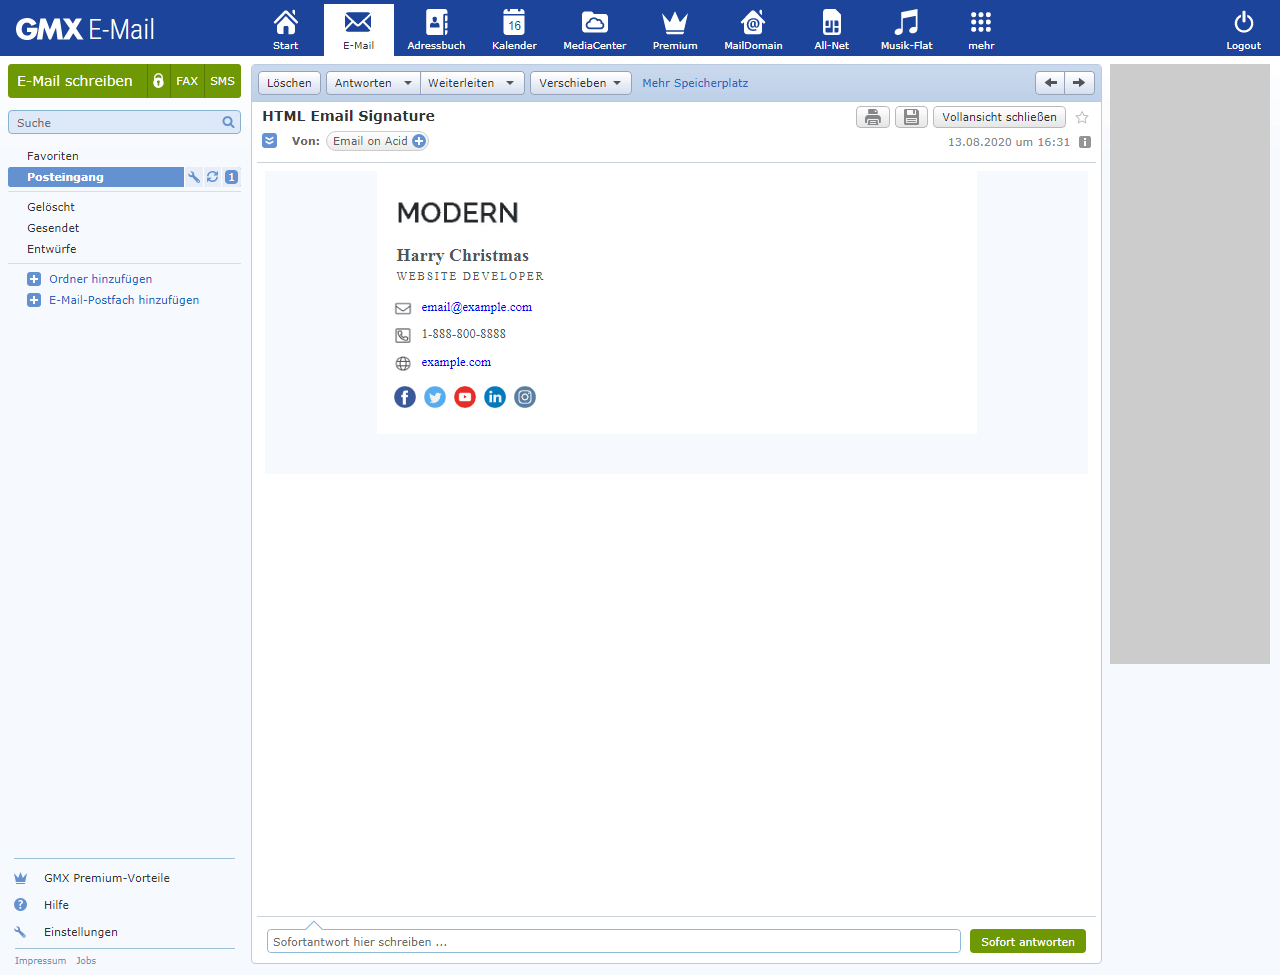 GMX E-Mail
Start
E-Mail
Adressbuch
16
Kalender
MediaCenter
Premium
@
MailDomain
All-Net
Musik-Flat
mehr
Logout
E-Mail schreiben FAX SMS
Suche
Favoriten
Posteingang 1
Gelöscht
Gesendet
Entwürfe
Ordner hinzufügen
E-Mail-Postfach hinzufügen
GMX Premium-Vorteile
Hilfe
Einstellungen
Impressum Jobs
Löschen Antworten Weiterleiten Verschieben Mehr Speicherplatz
HTML Email Signature
Vollansicht schließen
Von: Email on Acid
13.08.2020 um 16:31
MODERN
Harry Christmas
WEBSITE DEVELOPER
email@example.com
1-888-800-8888
example.com
Sofortantwort hier schreiben ...
Sofort antworten